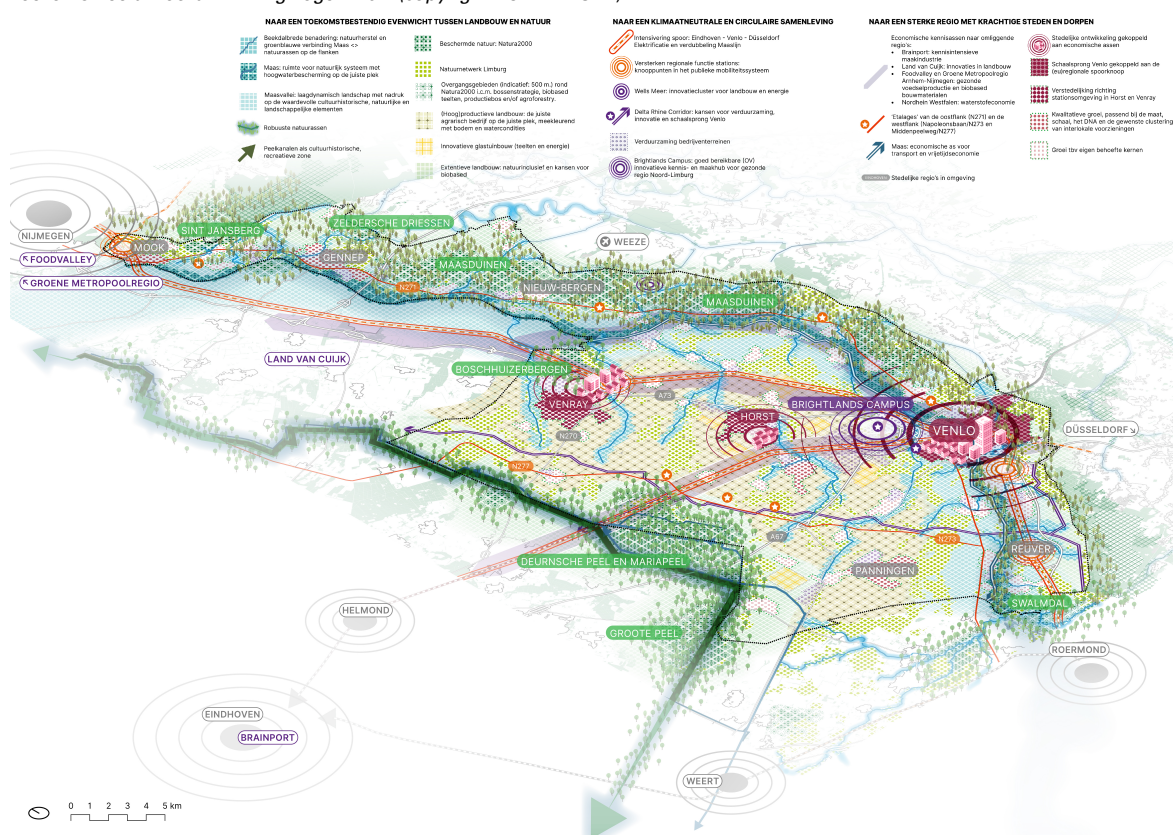 NAAR EEN TOEKOMSTBESTENDIG EVENWICHT TUSSEN LANDBOUW EN NATUUR
Beekdalbrede benadering: natuurherstel en
groenblauwe verbinding Maas <>
natuurassen op de flanken
Maas: ruimte voor natuurlijk systeem met
hoogwaterbescherming op de juiste plek
Maasvallei: laagdynamisch landschap met nadruk
op de waardevolle cultuurhistorische, natuurlijke en
landschappelijke elementen
Robuuste natuurassen
Peelkanalen als cultuurhistorische,
recreatieve zone
Beschermde natuur: Natura2000
Natuurnetwerk Limburg
Overgangsgebieden (indicatief: 500 m.) rond
Natura2000 i.c.m. bossenstrategie, biobased
teelten, productiebos en/of agroforestry.
(Hoog)productieve landbouw: de juiste
agrarisch bedrijf op de juiste plek, meekleurend
met bodem en watercondities
Innovatieve glastuinbouw (teelten en energie)
Extentieve landbouw: natuurinclusief en kansen voor
biobased
NAAR EEN KLIMAATNEUTRALE EN CIRCULAIRE SAMENLEVING
Intensivering spoor: Eindhoven - Venlo - Düsseldorf
Elektrificatie en verdubbeling Maaslijn
Versterken regionale functie stations:
knooppunten in het publieke mobiliteitssysteem
Wells Meer: innovatiecluster voor landbouw en energie
Delta Rhine Corridor: kansen voor verduurzaming,
innovatie en schaalsprong Venlo
Verduurzaming bedrijventerreinen
Brightlands Campus: goed bereikbare (OV)
innovatieve kennis- en maakhub voor gezonde
regio Noord-Limburg
NAAR EEN STERKE REGIO MET KRACHTIGE STEDEN EN DORPEN
Economische kennisassen naar omliggende
regio's:
• Brainport: kennisintensieve
maakindustrie
• Land van Cuijk: innovaties in landbouw
• Foodvalley en Groene Metropoolregio
Arnhem-Nijmegen: gezonde
voedselproductie en biobased
bouwmaterialen
• Nordhein Westfalen: waterstofeconomie
'Etalages' van de oostflank (N271) en de
westflank (Napoleonsbaan/N273 en
Middenpeelweg/N277)
Maas: economische as voor
transport en vrijetijdseconomie
Stedelijke regio's in omgeving
Stedelijke ontwikkeling gekoppeld
aan economische assen
Schaalsprong Venlo gekoppeld aan de
(eu)regionale spoorknoop
Verstedelijking richting
stationsomgeving in Horst en Venray
Kwalitatieve groei, passend bij de maat,
schaal, het DNA en de gewenste clustering
van interlokale voorzieningen
Groei tbv eigen behoefte kernen
NIJMEGEN
FOODVALLEY
GROENE METROPOOLREGIO
MOOK
SINT JANSBERG
ZELDERSCHE DRIESSEN
GENNEP
N271
MAASDUINEN
NIEUW-BERGEN
WEEZE
MAASDUINEN
LAND VAN CUIJK
BOSCHHUIZERBERGEN
VENRAY
N270
A73
HORST
BRIGHTLANDS CAMPUS
VENLO
DÜSSELDORF
N277
A67
N273
DEURNSCHE PEEL EN MARIAPEEL
PANNINGEN
REUVER
SWALMDAL
HELMOND
GROOTE PEEL
ROERMOND
EINDHOVEN
BRAINPORT
WEERT
0 1 2 3 4 5 km